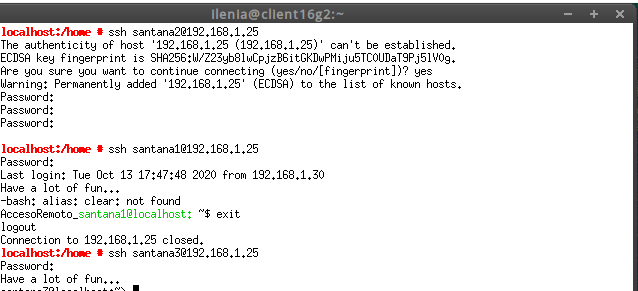 Ilenia@client16g2:~
localhost:/home # ssh santana2@192.168.1.25
The authenticity of host '192.168.1.25 (192.168.1.25)' can't be established.
ECDSA key fingerprint is SHA256:W/Z23yb8lwCpjzB6itGKDwPMiju5TCOUDaT9Pj5lVOg.
Are you sure you want to continue connecting (yes/no/[fingerprint])? yes
Warning: Permanently added '192.168.1.25' (ECDSA) to the list of known hosts.
Password:
Password:
Password:
localhost:/home # ssh santana1@192.168.1.25
Password:
Last login: Tue Oct 13 17:47:48 2020 from 192.168.1.30
Have a lot of fun...
-bash: alias: clear: not found
AccesoRemoto_santana1@localhost: ~$ exit
logout
Connection to 192.168.1.25 closed.
localhost:/home # ssh santana3@192.168.1.25
Password:
Have a lot of fun...
santana3@localhost:~>